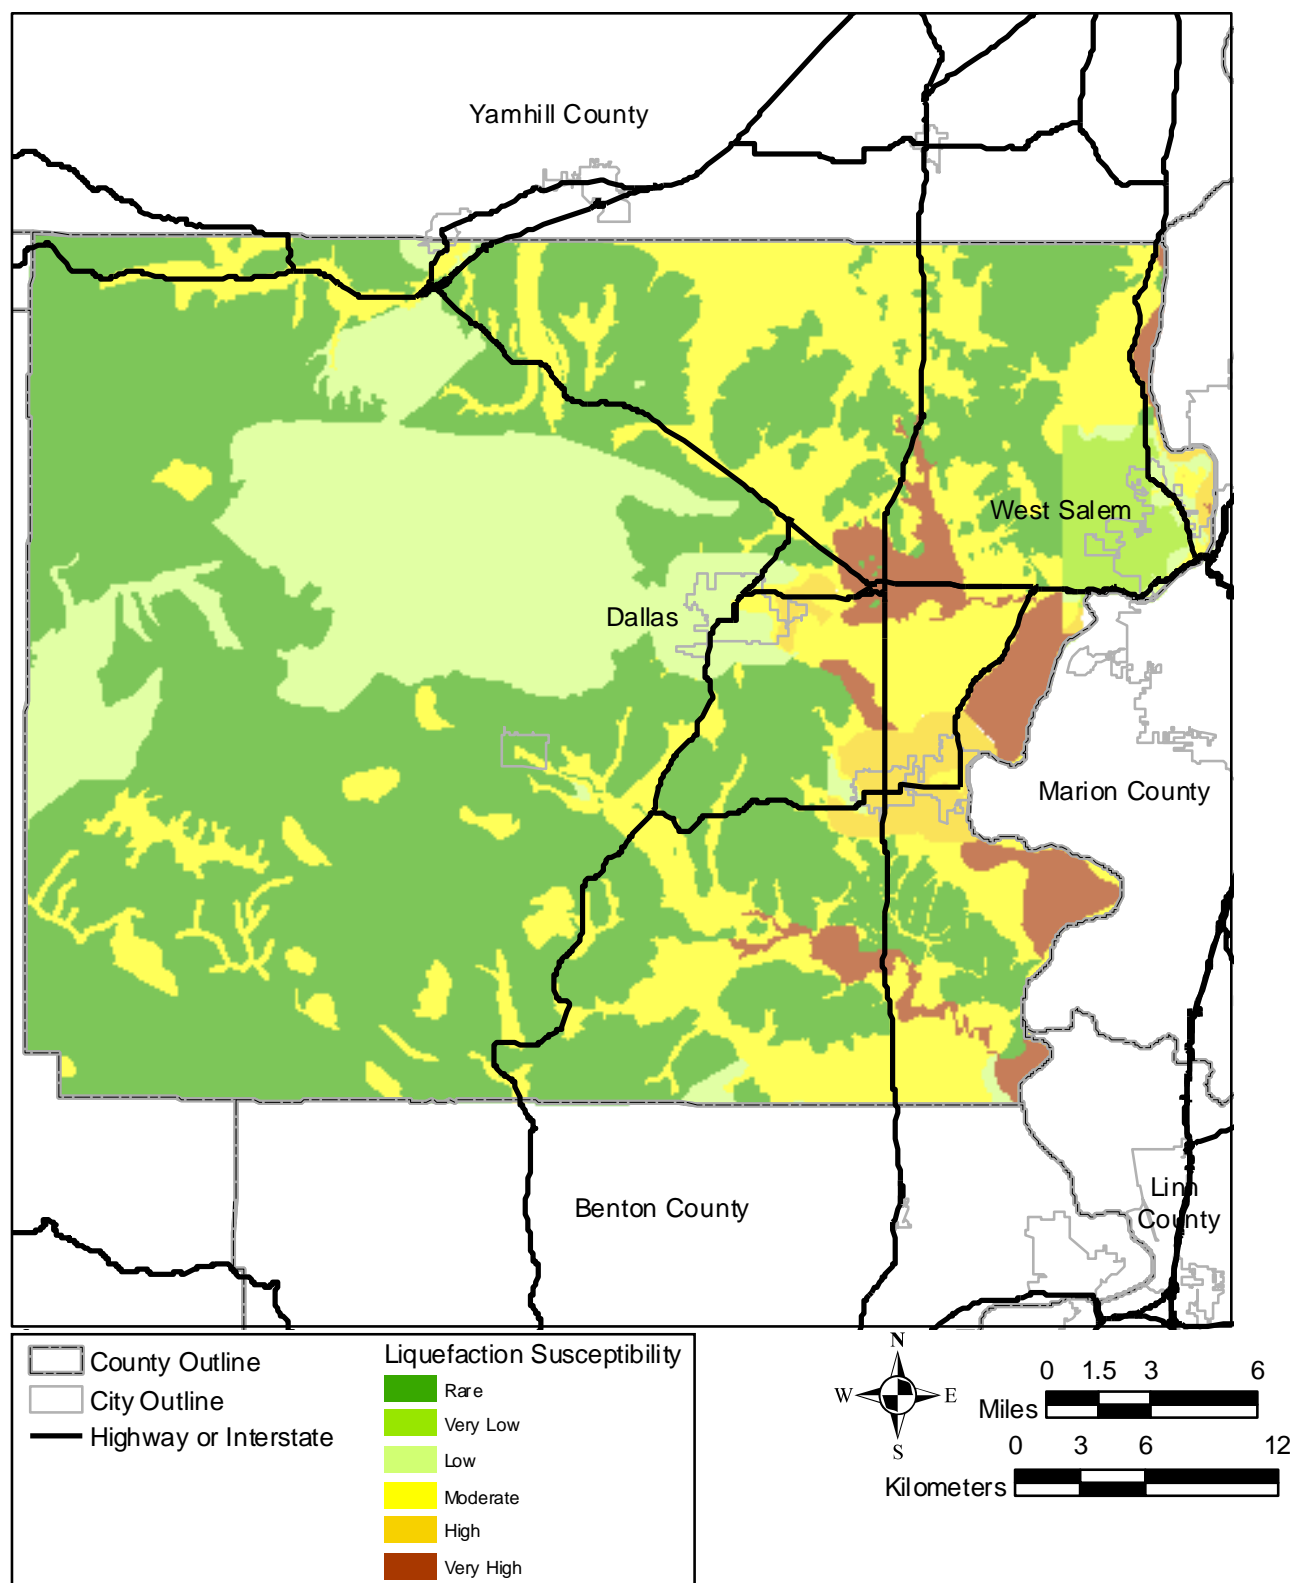 Yamhill County
West Salem
Dallas
Marion County
Benton County
Linn
County
County Outline
City Outline
Highway or Interstate
Liquefaction Susceptibility
Rare
Very Low
Low
Moderate
High
Very High
N
W E
S
0 1.5 3 6
Miles
0 3 6 12
Kilometers